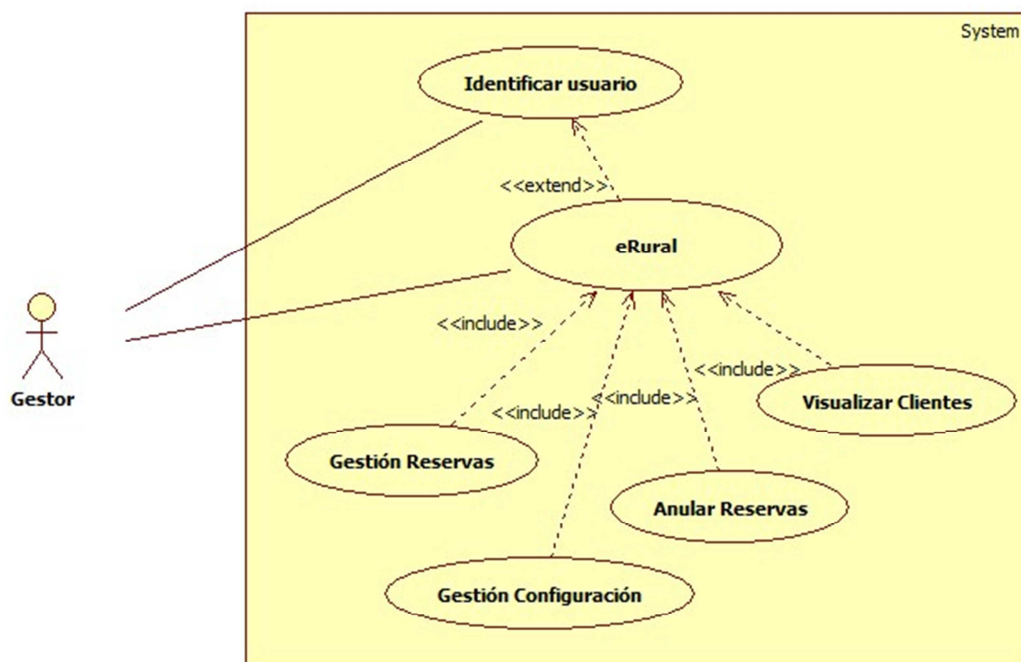 System
Identificar usuario
<<extend>>
eRural
<<include>>
Gestor
<<include>>
Visualizar Clientes
<<include>>
<<include>>
Gestión Reservas
Anular Reservas
Gestión Configuración